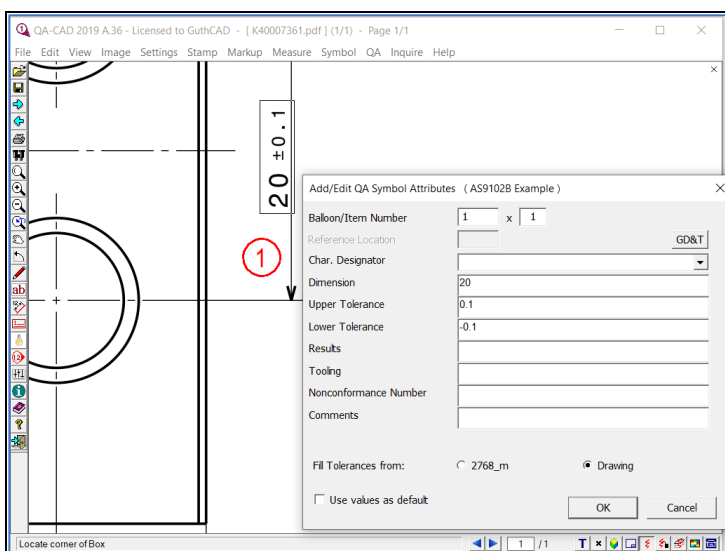 QA-CAD 2019 A.36 - Licensed to GuthCAD - [ K40007361.pdf ] (1/1) - Page 1/1
File Edit View Image Settings Stamp Markup Measure Symbol QA Inquire Help
20 ±0.1
1
Add/Edit QA Symbol Attributes ( AS9102B Example )
Balloon/Item Number 1 x 1
Reference Location GD&T
Char. Designator
Dimension 20
Upper Tolerance 0.1
Lower Tolerance -0.1
Results
Tooling
Nonconformance Number
Comments
Fill Tolerances from: 2768_m Drawing
Use values as default
OK Cancel
ab
Locate corner of Box 1 /1 T